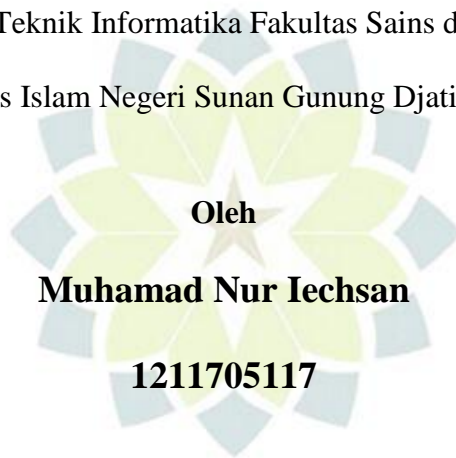 Teknik Informatika Fakultas Sains d
s Islam Negeri Sunan Gunung Djati
Oleh
Muhamad Nur Iechsan
1211705117